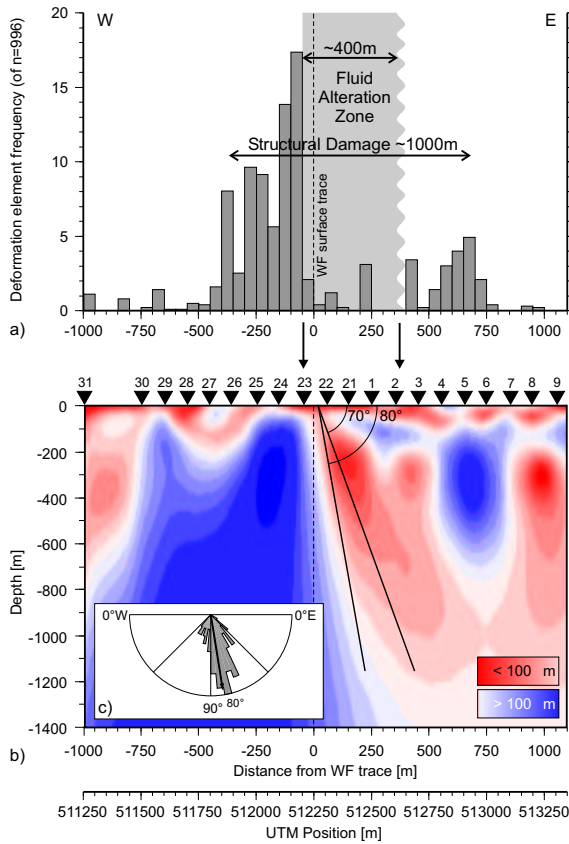 W
E
20
15
10
5
0
Deformation element frequency (of n=996)
~400m
Fluid
Alteration
Zone
Structural Damage ~1000m
WF surface trace
-1000 -750 -500 -250 0 250 500 750 1000
a)
31 30 29 28 27 26 25 24 23 22 21 1 2 3 4 5 6 7 8 9
70° 80°
0
-200
-400
-600
-800
-1000
-1200
-1400
Depth [m]
0°W 0°E
90° 80°
c)
< 100 m
> 100 m
-1000 -750 -500 -250 0 250 500 750 1000
b)
Distance from WF trace [m]
511250 511500 511750 512000 512250 512500 512750 513000 513250
UTM Position [m]